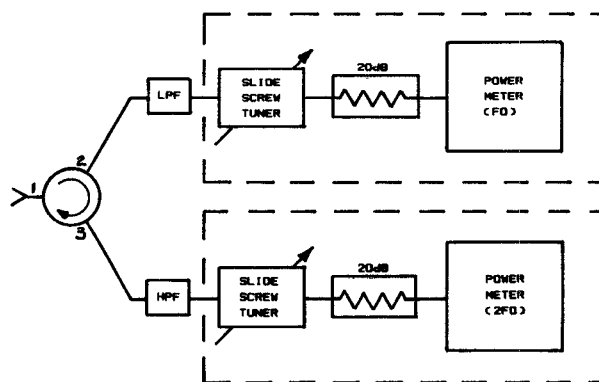 20dB
LPF
SLIDE
SCREW
TUNER
POWER
METER
(FO)
2
1
3
20dB
HPF
SLIDE
SCREW
TUNER
POWER
METER
(2FO)